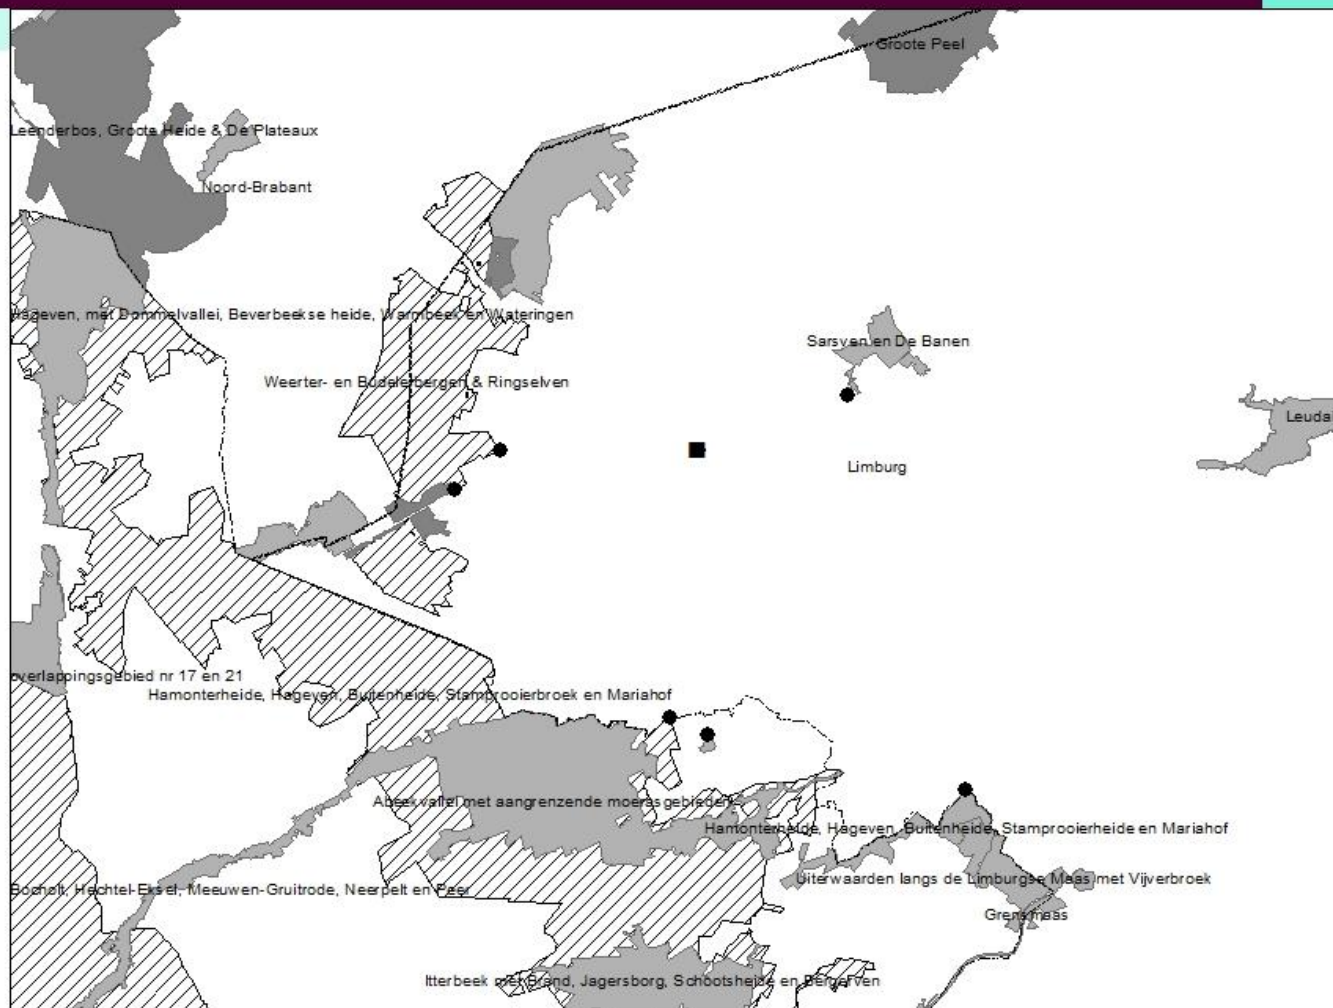 Groote Peel
Leenderbos, Groote Heide & De Plateaux
Noord-Brabant
Hageven, met Dommelvallei, Beverbeekse heide, Warmbeek en Wateringen
Sarsven en De Banen
Weerter- en Budelerbergen & Ringselven
Leuda
Limburg
overlappingsgebied nr 17 en 21
Hamonterheide, Hageven, Buitenheide, Stamprooierbroek en Mariahof
Abeekvallei met aangrenzende moerasgebieden
Hamonterheide, Hageven, Buitenheide, Stamprooierheide en Mariahof
Uiterwaarden langs de Limburgse Maas met Vijverbroek
Bocholt, Hechtel-Eksel, Meeuwen-Gruitrode, Neerpelt en Peer
Grensmaas
Itterbeek met Brand, Jagersborg, Schootsheide en Bergerven